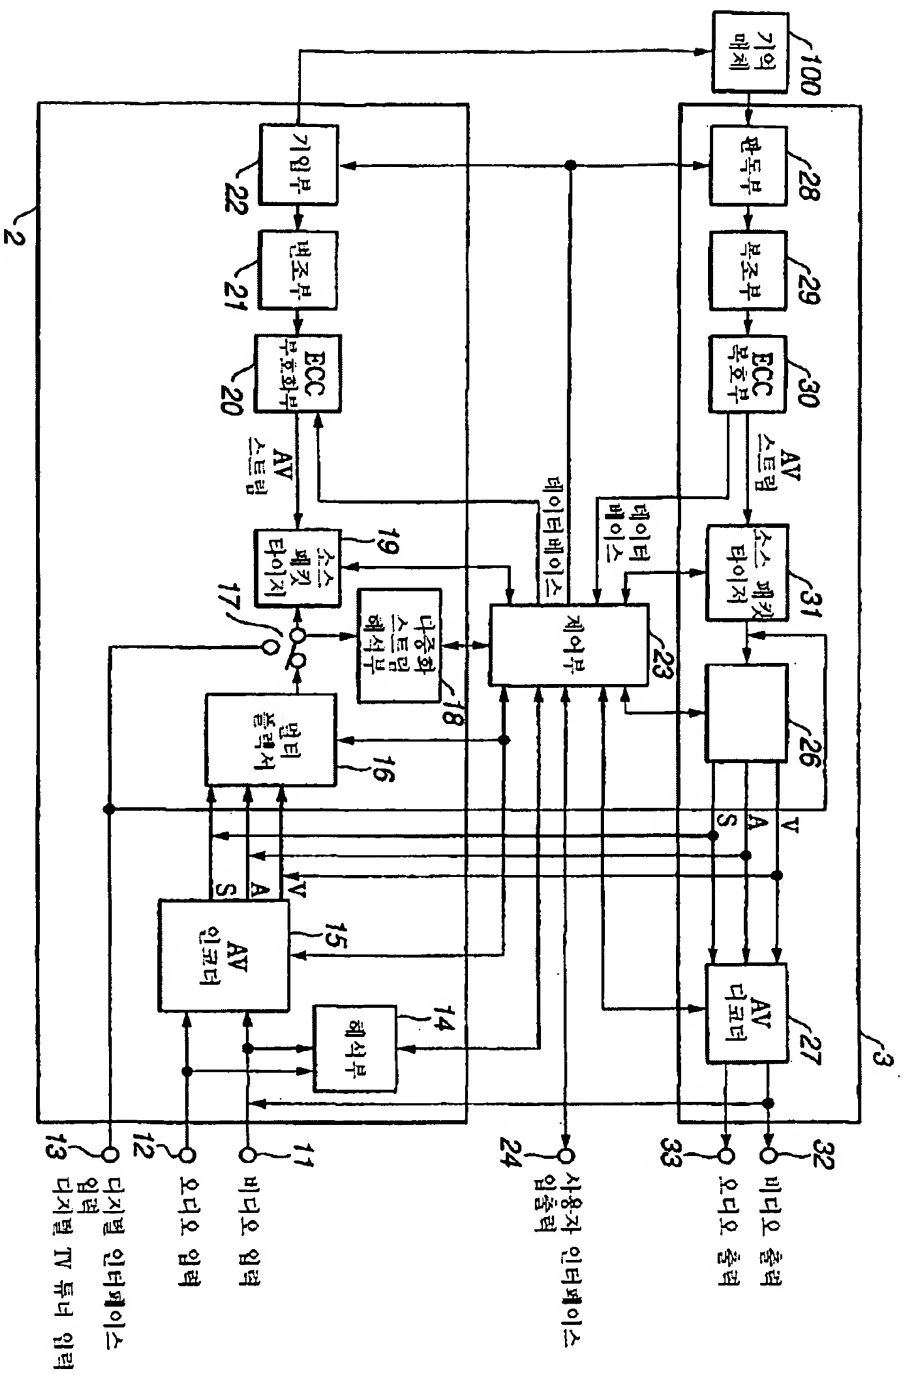 3
100
기억
매체
28
판독부
29
복조부
30
ECC
복호부
AV
스트림
31
소스 패킷
타이저
26
V
A
S
27
AV
디코더
32
비디오 출력
33
오디오 출력
데이터
베이스
데이터베이스
23
제어부
24
사용자 인터페이스
입출력
22
기입부
21
변조부
20
ECC
부호화부
AV
스트림
19
소스
패킷
타이저
17
18
다중화
스트림
해석부
16
멀티
플렉서
V
A
S
15
AV
인코더
14
해석부
11
비디오 입력
12
오디오 입력
13
디지털 인터페이스
입력
디지털 TV 튜너 입력
2